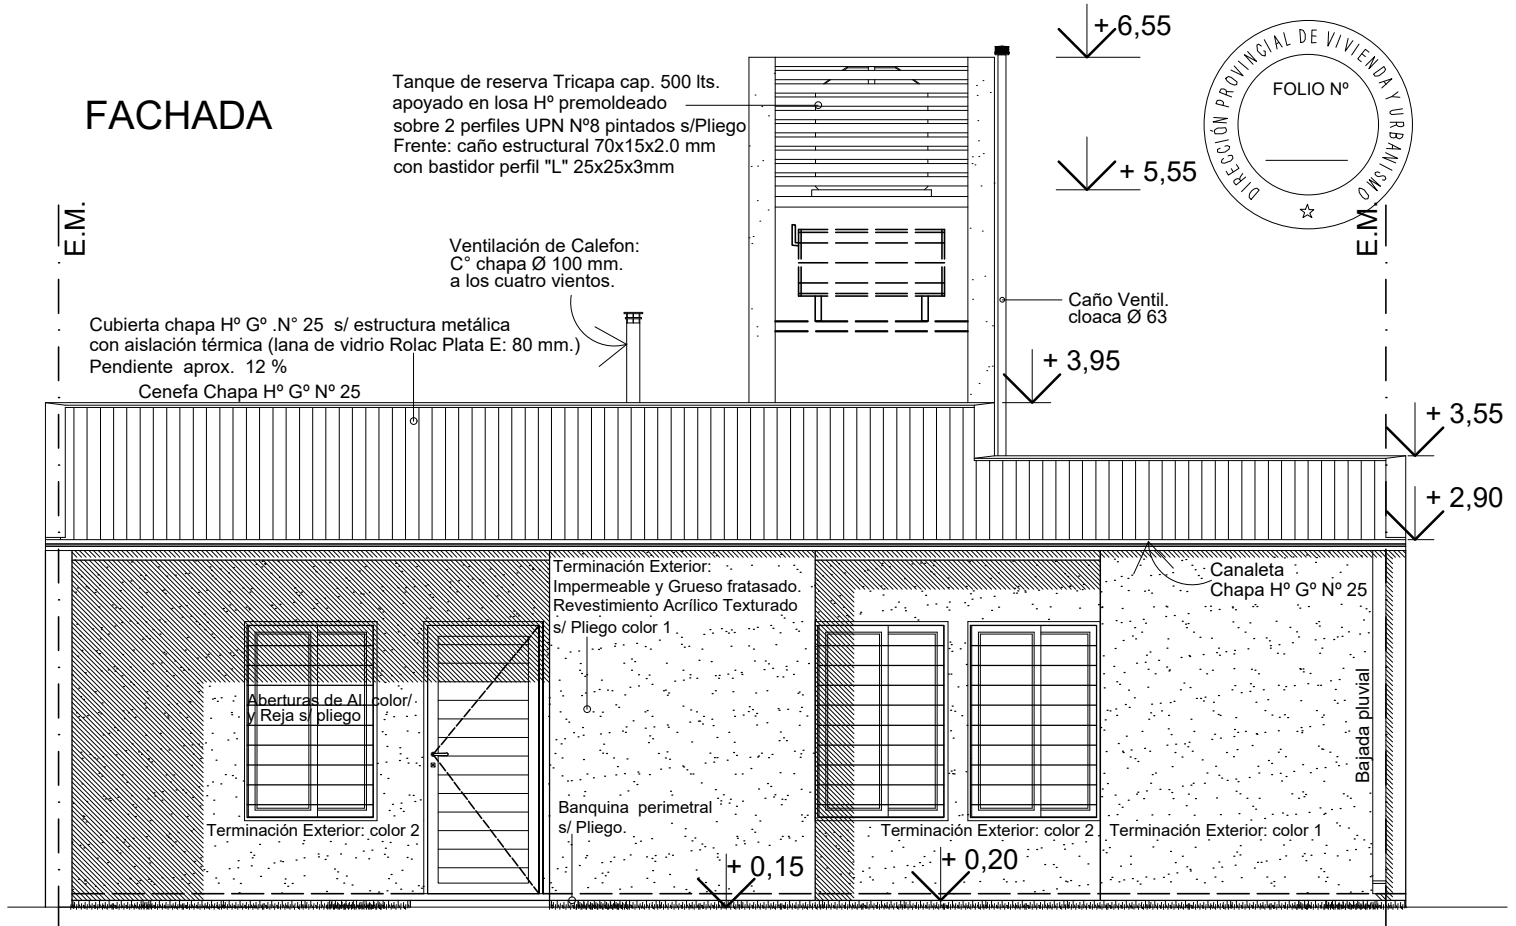 FACHADA
Tanque de reserva Tricapa cap. 500 lts.
apoyado en losa Hº premoldeado
sobre 2 perfiles UPN Nº8 pintados s/Pliego
Frente: caño estructural 70x15x2.0 mm
con bastidor perfil "L" 25x25x3mm
+ 6,55
+ 5,55
DIRECCIÓN PROVINCIAL DE VIVIENDA Y URBANISMO
FOLIO Nº
E.M.
E.M.
Ventilación de Calefon:
C° chapa Ø 100 mm.
a los cuatro vientos.
Caño Ventil.
cloaca Ø 63
Cubierta chapa Hº Gº .N° 25 s/ estructura metálica
con aislación térmica (lana de vidrio Rolac Plata E: 80 mm.)
Pendiente aprox. 12 %
Cenefa Chapa Hº Gº Nº 25
+ 3,95
+ 3,55
+ 2,90
Terminación Exterior:
Impermeable y Grueso fratasado.
Revestimiento Acrílico Texturado
s/ Pliego color 1
Canaleta
Chapa Hº Gº Nº 25
Aberturas de Al. color/
y Reja s/ pliego
Bajada pluvial
Banquina perimetral
s/ Pliego.
Terminación Exterior: color 2
Terminación Exterior: color 2
Terminación Exterior: color 1
+ 0,15
+ 0,20